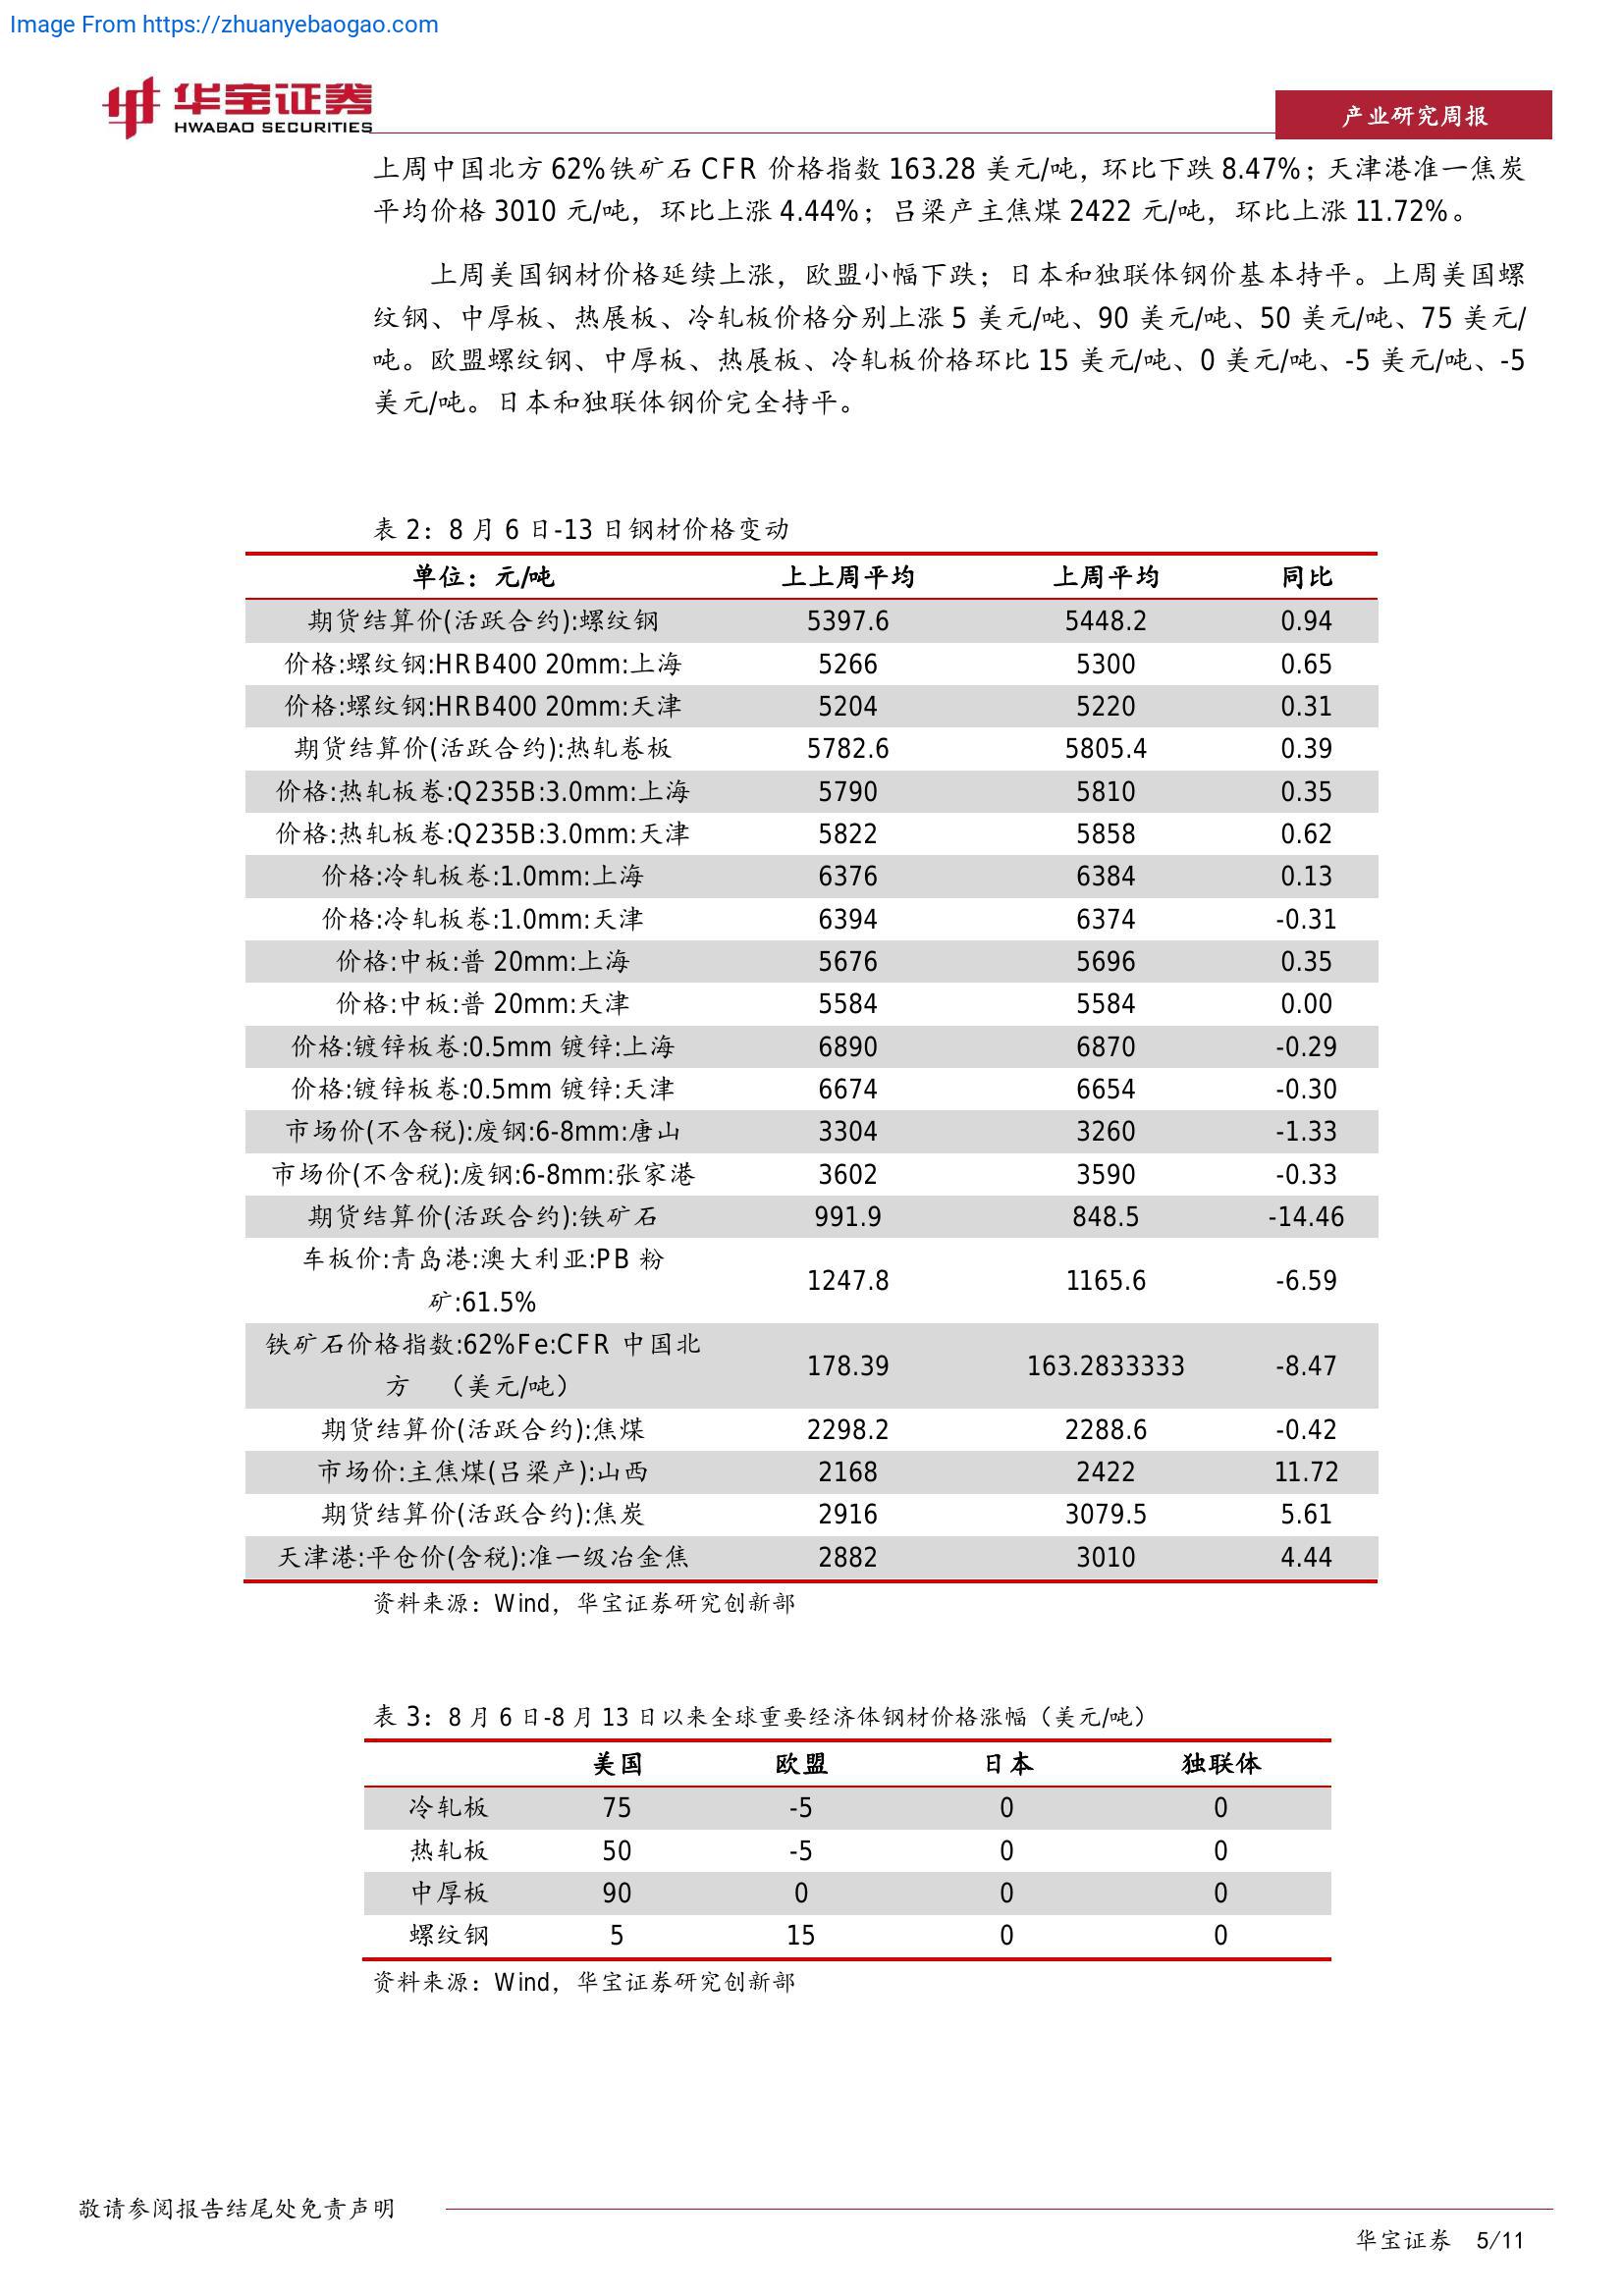 Image From https://zhuanyebaogao.com
华宝证券
HWABAO SECURITIES
产业研究周报
上周中国北方 62%铁矿石 CFR 价格指数 163.28 美元/吨，环比下跌 8.47%；天津港准一焦炭
平均价格 3010 元/吨，环比上涨 4.44%；吕梁产主焦煤 2422 元/吨，环比上涨 11.72%。
上周美国钢材价格延续上涨，欧盟小幅下跌；日本和独联体钢价基本持平。上周美国螺
纹钢、中厚板、热展板、冷轧板价格分别上涨 5 美元/吨、90 美元/吨、50 美元/吨、75 美元/
吨。欧盟螺纹钢、中厚板、热展板、冷轧板价格环比 15 美元/吨、0 美元/吨、-5 美元/吨、-5
美元/吨。日本和独联体钢价完全持平。
表 2：8 月 6 日-13 日钢材价格变动
单位：元/吨 上上周平均 上周平均 同比
期货结算价(活跃合约):螺纹钢 5397.6 5448.2 0.94
价格:螺纹钢:HRB400 20mm:上海 5266 5300 0.65
价格:螺纹钢:HRB400 20mm:天津 5204 5220 0.31
期货结算价(活跃合约):热轧卷板 5782.6 5805.4 0.39
价格:热轧板卷:Q235B:3.0mm:上海 5790 5810 0.35
价格:热轧板卷:Q235B:3.0mm:天津 5822 5858 0.62
价格:冷轧板卷:1.0mm:上海 6376 6384 0.13
价格:冷轧板卷:1.0mm:天津 6394 6374 -0.31
价格:中板:普 20mm:上海 5676 5696 0.35
价格:中板:普 20mm:天津 5584 5584 0.00
价格:镀锌板卷:0.5mm 镀锌:上海 6890 6870 -0.29
价格:镀锌板卷:0.5mm 镀锌:天津 6674 6654 -0.30
市场价(不含税):废钢:6-8mm:唐山 3304 3260 -1.33
市场价(不含税):废钢:6-8mm:张家港 3602 3590 -0.33
期货结算价(活跃合约):铁矿石 991.9 848.5 -14.46
车板价:青岛港:澳大利亚:PB 粉
矿:61.5% 1247.8 1165.6 -6.59
铁矿石价格指数:62%Fe:CFR 中国北
方 （美元/吨） 178.39 163.2833333 -8.47
期货结算价(活跃合约):焦煤 2298.2 2288.6 -0.42
市场价:主焦煤(吕梁产):山西 2168 2422 11.72
期货结算价(活跃合约):焦炭 2916 3079.5 5.61
天津港:平仓价(含税):准一级冶金焦 2882 3010 4.44
资料来源：Wind，华宝证券研究创新部
表 3：8 月 6 日-8 月 13 日以来全球重要经济体钢材价格涨幅（美元/吨）
美国 欧盟 日本 独联体
冷轧板 75 -5 0 0
热轧板 50 -5 0 0
中厚板 90 0 0 0
螺纹钢 5 15 0 0
资料来源：Wind，华宝证券研究创新部
敬请参阅报告结尾处免责声明
华宝证券 5/11